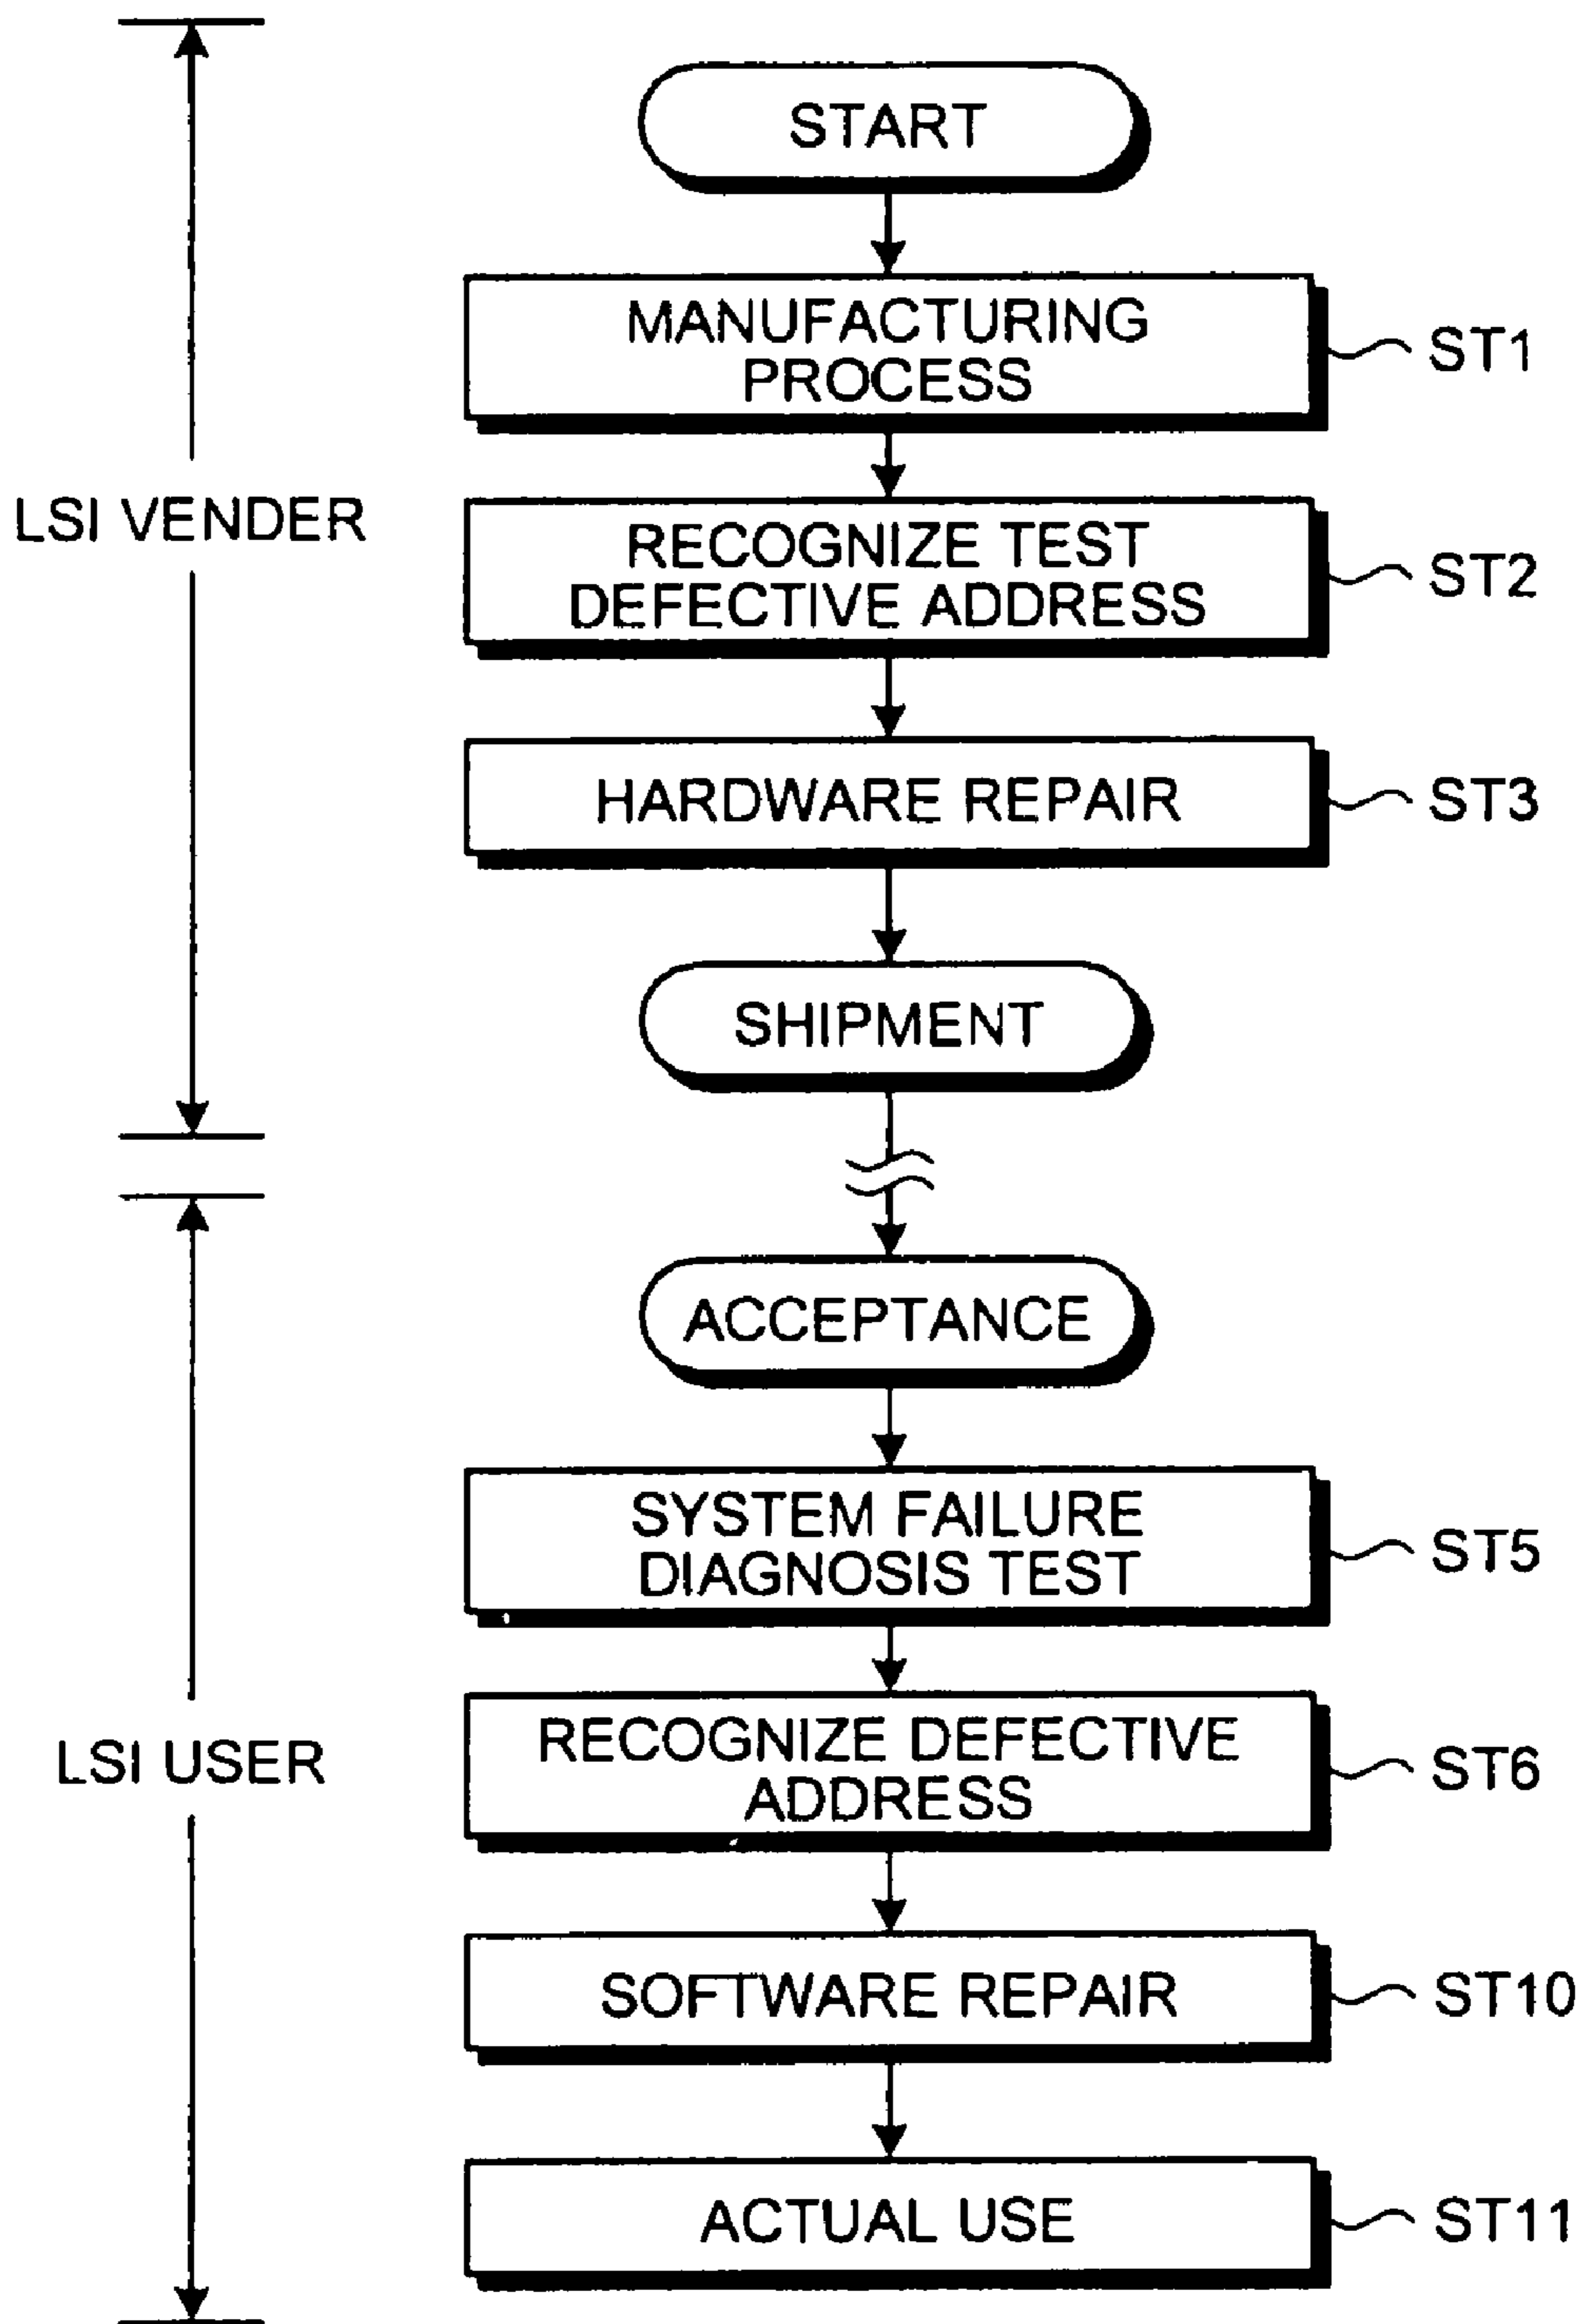 START
MANUFACTURING
PROCESS
ST1
LSI VENDER
RECOGNIZE TEST
DEFECTIVE ADDRESS
ST2
HARDWARE REPAIR
ST3
SHIPMENT
ACCEPTANCE
SYSTEM FAILURE
DIAGNOSIS TEST
ST5
LSI USER
RECOGNIZE DEFECTIVE
ADDRESS
ST6
SOFTWARE REPAIR
ST10
ACTUAL USE
ST11